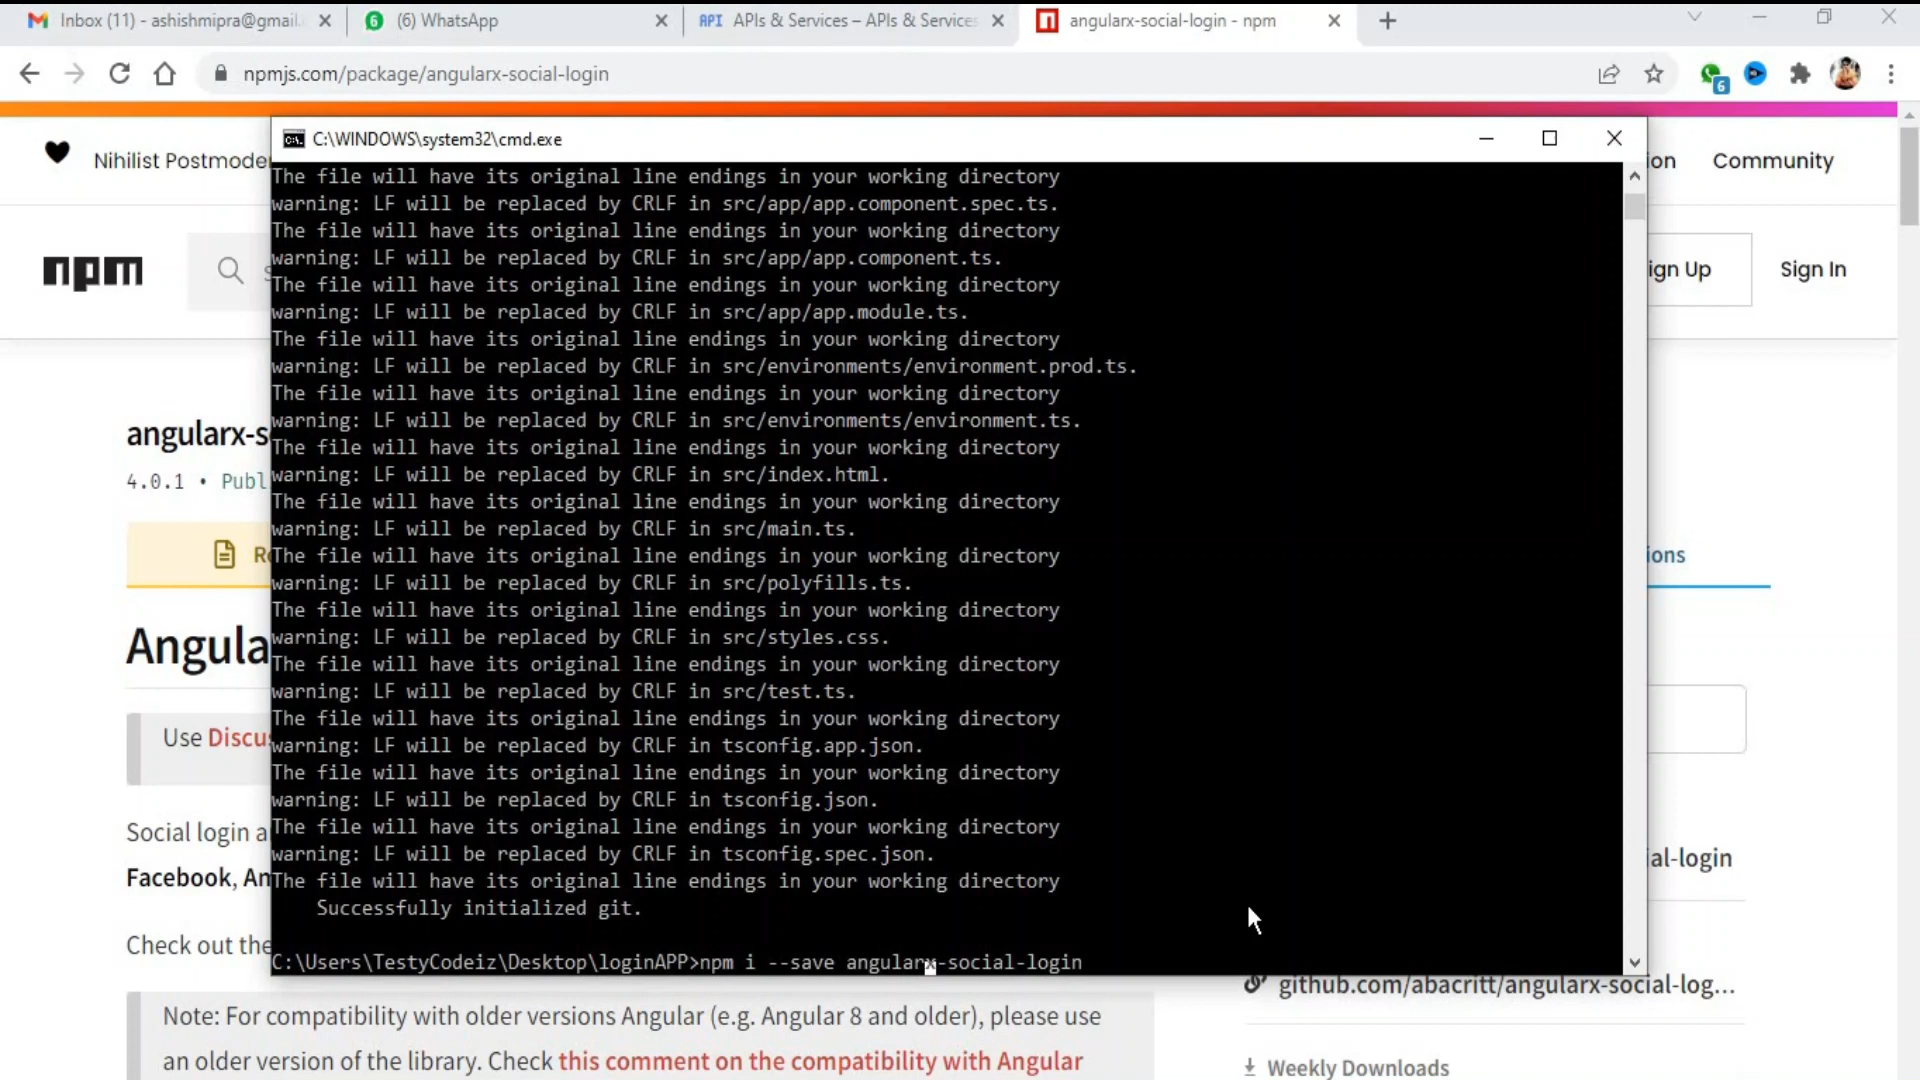 Inbox (11) - ashishmipra@gmail.
(6) WhatsApp
API APIs & Services – APIs & Services
angularx-social-login - npm
npmjs.com/package/angularx-social-login
6
Nihilist Postmoder
ion
Community
C:\WINDOWS\system32\cmd.exe
npm
ign Up
Sign In
The file will have its original line endings in your working directory
warning: LF will be replaced by CRLF in src/app/app.component.spec.ts.
The file will have its original line endings in your working directory
warning: LF will be replaced by CRLF in src/app/app.component.ts.
The file will have its original line endings in your working directory
warning: LF will be replaced by CRLF in src/app/app.module.ts.
The file will have its original line endings in your working directory
warning: LF will be replaced by CRLF in src/environments/environment.prod.ts.
The file will have its original line endings in your working directory
warning: LF will be replaced by CRLF in src/environments/environment.ts.
The file will have its original line endings in your working directory
warning: LF will be replaced by CRLF in src/index.html.
The file will have its original line endings in your working directory
warning: LF will be replaced by CRLF in src/main.ts.
The file will have its original line endings in your working directory
warning: LF will be replaced by CRLF in src/polyfills.ts.
The file will have its original line endings in your working directory
warning: LF will be replaced by CRLF in src/styles.css.
The file will have its original line endings in your working directory
warning: LF will be replaced by CRLF in src/test.ts.
The file will have its original line endings in your working directory
warning: LF will be replaced by CRLF in tsconfig.app.json.
The file will have its original line endings in your working directory
warning: LF will be replaced by CRLF in tsconfig.json.
The file will have its original line endings in your working directory
warning: LF will be replaced by CRLF in tsconfig.spec.json.
The file will have its original line endings in your working directory
Successfully initialized git.
C:\Users\TestyCodeiz\Desktop\loginAPP>npm i --save angularx-social-login
angularx-s
4.0.1 • Publ
Re
ions
Angula
Use Discus
Social login a
Facebook, Am
ial-login
Check out the
github.com/abacritt/angularx-social-log...
Note: For compatibility with older versions Angular (e.g. Angular 8 and older), please use
an older version of the library. Check this comment on the compatibility with Angular
Weekly Downloads